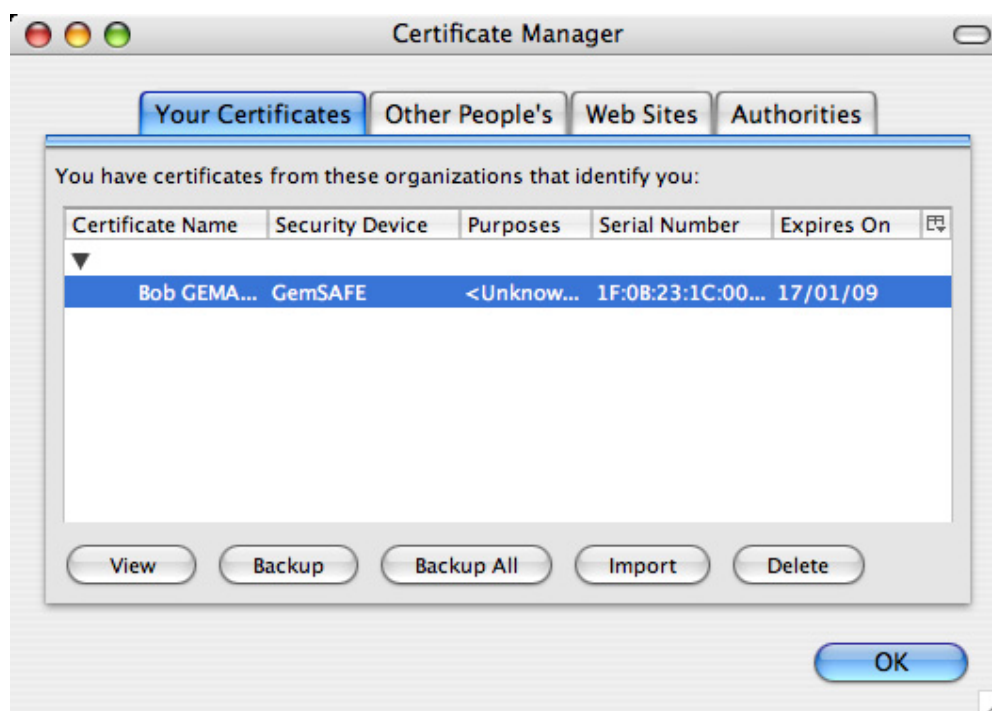 Certificate Manager
Your Certificates Other People's Web Sites Authorities
You have certificates from these organizations that identify you:
Certificate Name Security Device Purposes Serial Number Expires On
Bob GEMA... GemSAFE <Unknow... 1F:0B:23:1C:00... 17/01/09
View Backup Backup All Import Delete
OK